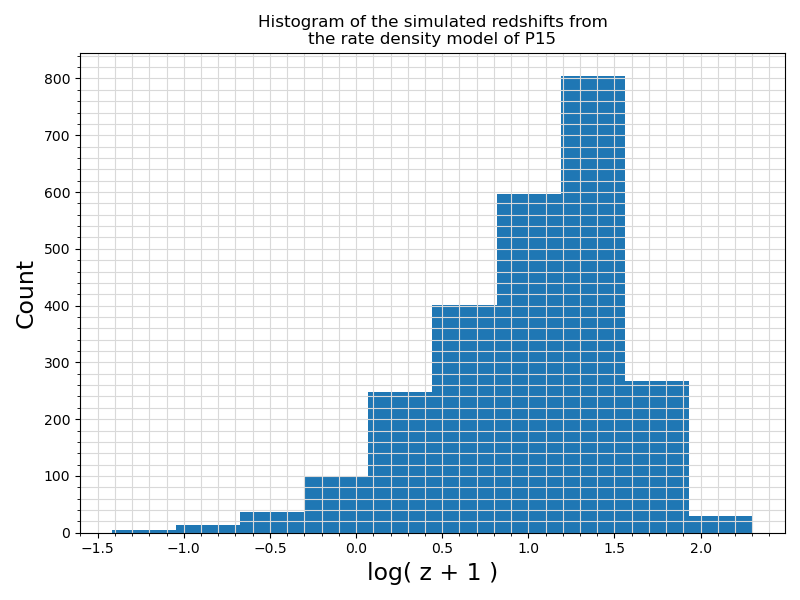 Histogram of the simulated redshifts from
the rate density model of P15
Count
800
700
600
500
400
300
200
100
0
−1.5 −1.0 −0.5 0.0 0.5 1.0 1.5 2.0
log( z + 1 )